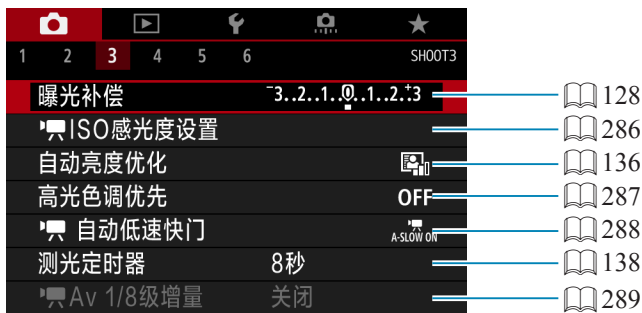 1 2 3 4 5 6 SHOOT3
曝光补偿 -3..2..1..0..1..2..+3 128
ISO感光度设置 286
自动亮度优化 136
高光色调优先 OFF 287
自动低速快门 A-SLOW ON 288
测光定时器 8秒 138
Av 1/8级增量 关闭 289